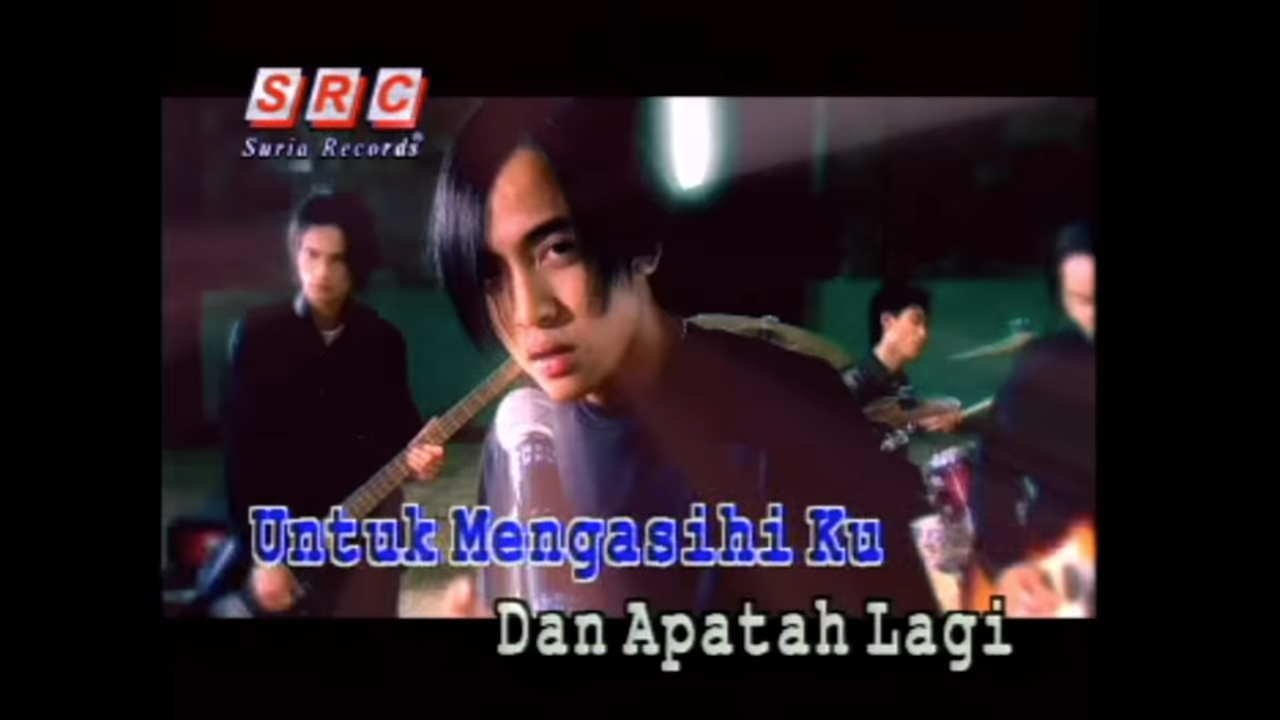 SRC
Suria Records®
Untuk Mengasihi Ku
Dan Apatah Lagi